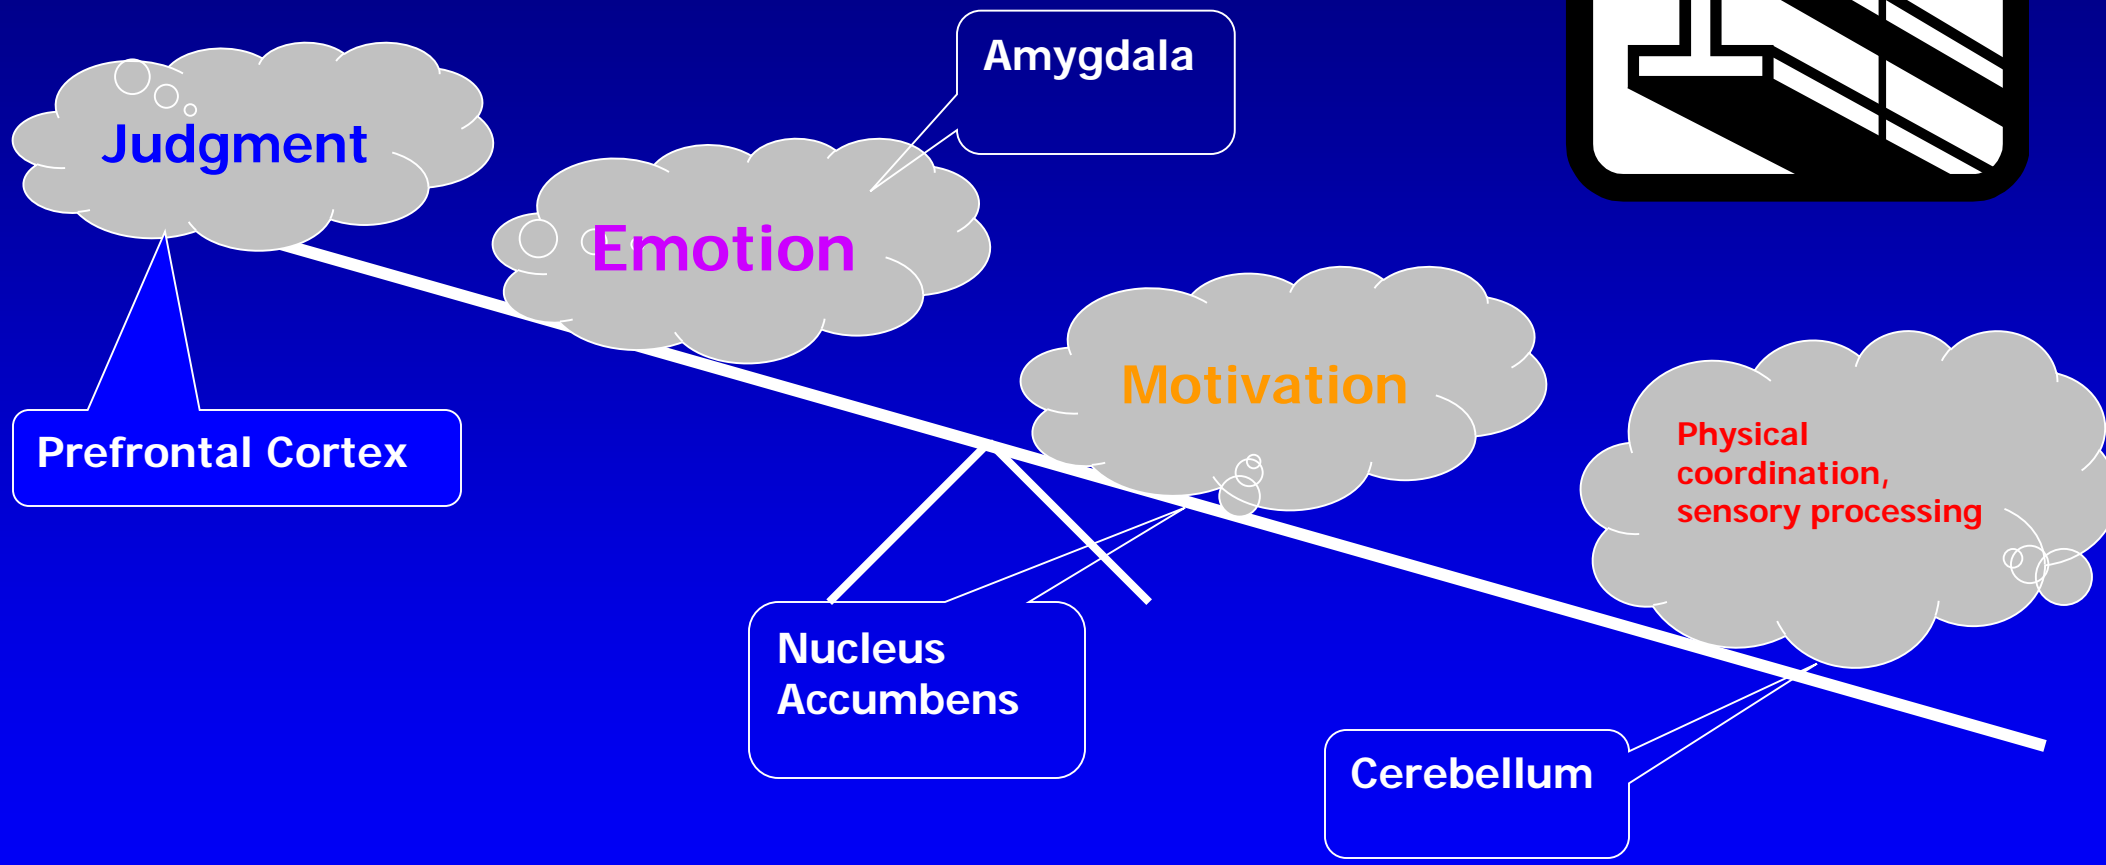 Amygdala
Judgment
Emotion
Motivation
Prefrontal Cortex
Physical
coordination,
sensory processing
Nucleus
Accumbens
Cerebellum